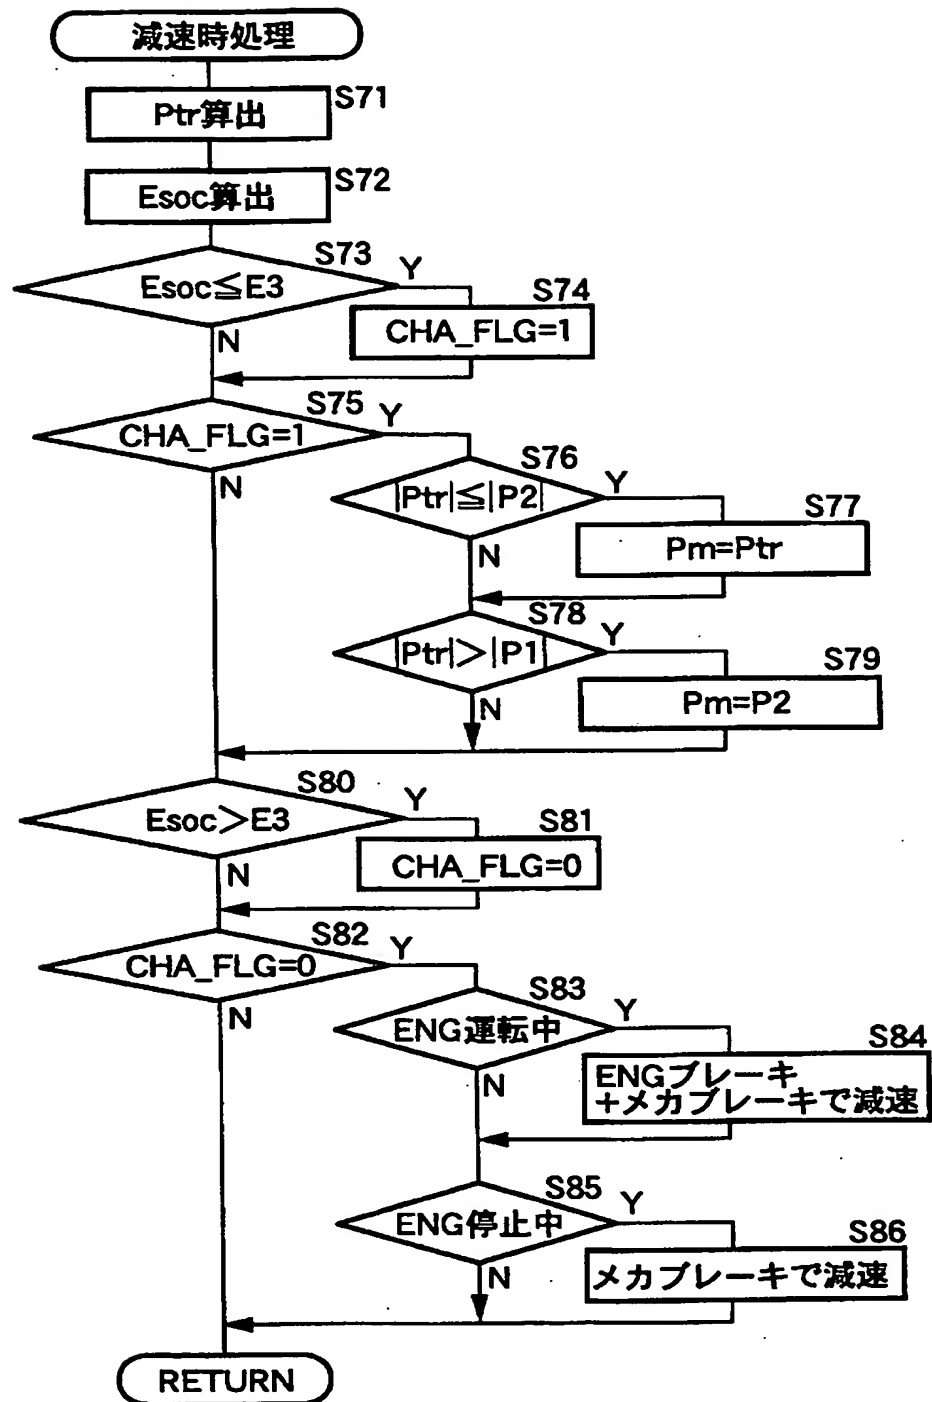 減速時処理
S71
Ptr算出
S72
Esoc算出
S73
Esoc≦E3
Y
N
S74
CHA_FLG=1
S75
CHA_FLG=1
Y
N
S76
|Ptr|≦|P2|
Y
N
S77
Pm=Ptr
S78
|Ptr|>|P1|
Y
N
S79
Pm=P2
S80
Esoc>E3
Y
N
S81
CHA_FLG=0
S82
CHA_FLG=0
Y
N
S83
ENG運転中
Y
N
S84
ENGブレーキ
+メカブレーキで減速
S85
ENG停止中
Y
N
S86
メカブレーキで減速
RETURN